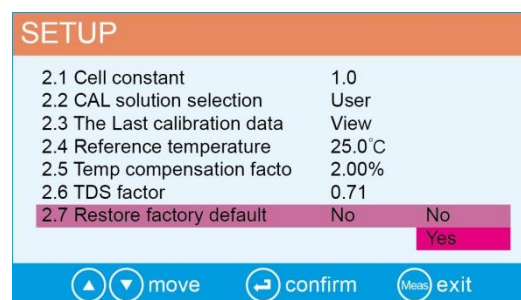 SETUP
2.1 Cell constant 1.0
2.2 CAL solution selection User
2.3 The Last calibration data View
2.4 Reference temperature 25.0°C
2.5 Temp compensation facto 2.00%
2.6 TDS factor 0.71
2.7 Restore factory default No No
Yes
move confirm Meas exit